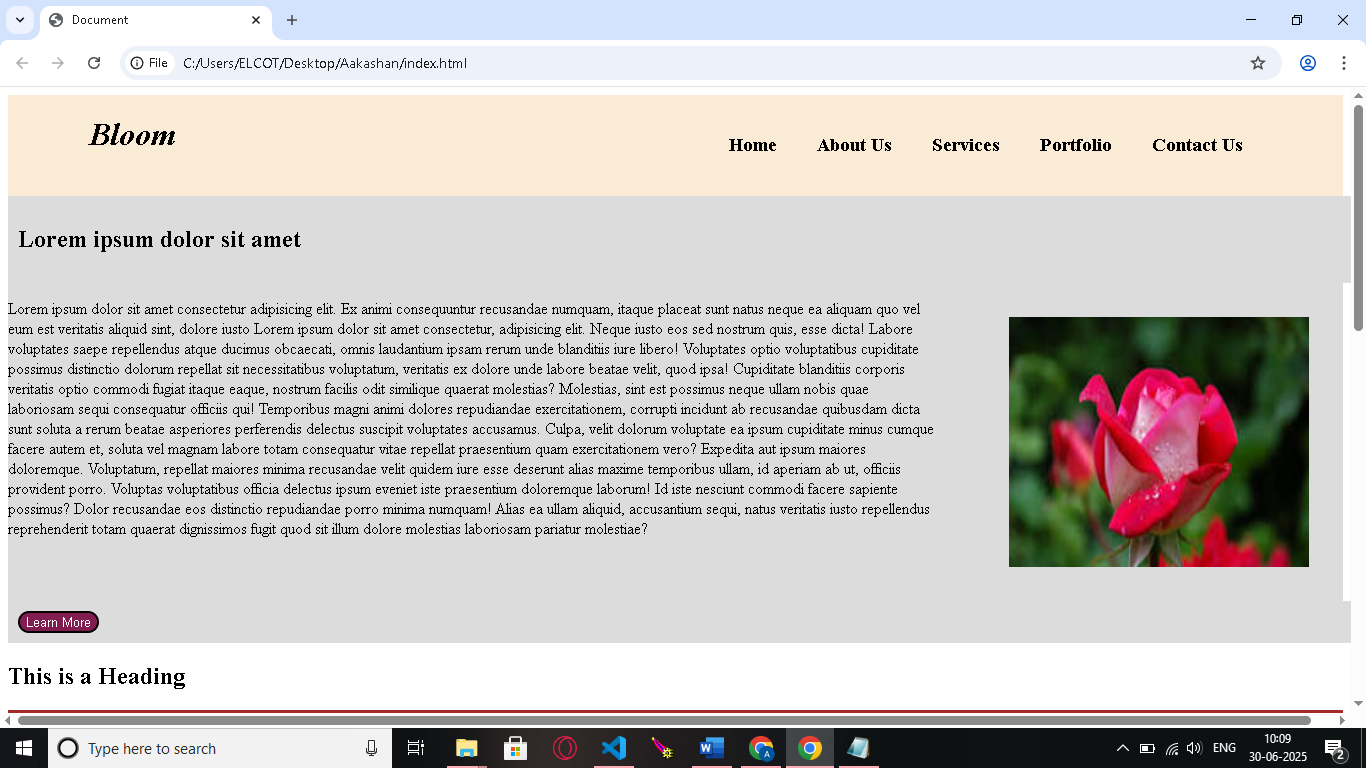 Document
File
C:/Users/ELCOT/Desktop/Aakashan/index.html
Bloom
Home About Us Services Portfolio Contact Us
Lorem ipsum dolor sit amet
Lorem ipsum dolor sit amet consectetur adipisicing elit. Ex animi consequuntur recusandae numquam, itaque placeat sunt natus neque ea aliquam quo vel
eum est veritatis aliquid sint, dolore iusto Lorem ipsum dolor sit amet consectetur, adipisicing elit. Neque iusto eos sed nostrum quis, esse dicta! Labore
voluptates saepe repellendus atque ducimus obcaecati, omnis laudantium ipsam rerum unde blanditiis iure libero! Voluptates optio voluptatibus cupiditate
possimus distinctio dolorum repellat sit necessitatibus voluptatum, veritatis ex dolore unde labore beatae velit, quod ipsa! Cupiditate blanditiis corporis
veritatis optio commodi fugiat itaque eaque, nostrum facilis odit similique quaerat molestias? Molestias, sint est possimus neque ullam nobis quae
laboriosam sequi consequatur officiis qui! Temporibus magni animi dolores repudiandae exercitationem, corrupti incidunt ab recusandae quibusdam dicta
sunt soluta a rerum beatae asperiores perferendis delectus suscipit voluptates accusamus. Culpa, velit dolorum voluptate ea ipsum cupiditate minus cumque
facere autem et, soluta vel magnam labore totam consequatur vitae repellat praesentium quam exercitationem vero? Expedita aut ipsum maiores
doloremque. Voluptatum, repellat maiores minima recusandae velit quidem iure esse deserunt alias maxime temporibus ullam, id aperiam ab ut, officiis
provident porro. Voluptas voluptatibus officia delectus ipsum eveniet iste praesentium doloremque laborum! Id iste nesciunt commodi facere sapiente
possimus? Dolor recusandae eos distinctio repudiandae porro minima numquam! Alias ea ullam aliquid, accusantium sequi, natus veritatis iusto repellendus
reprehenderit totam quaerat dignissimos fugit quod sit illum dolore molestias laboriosam pariatur molestiae?
Learn More
This is a Heading
Type here to search
ENG
10:09
30-06-2025
2